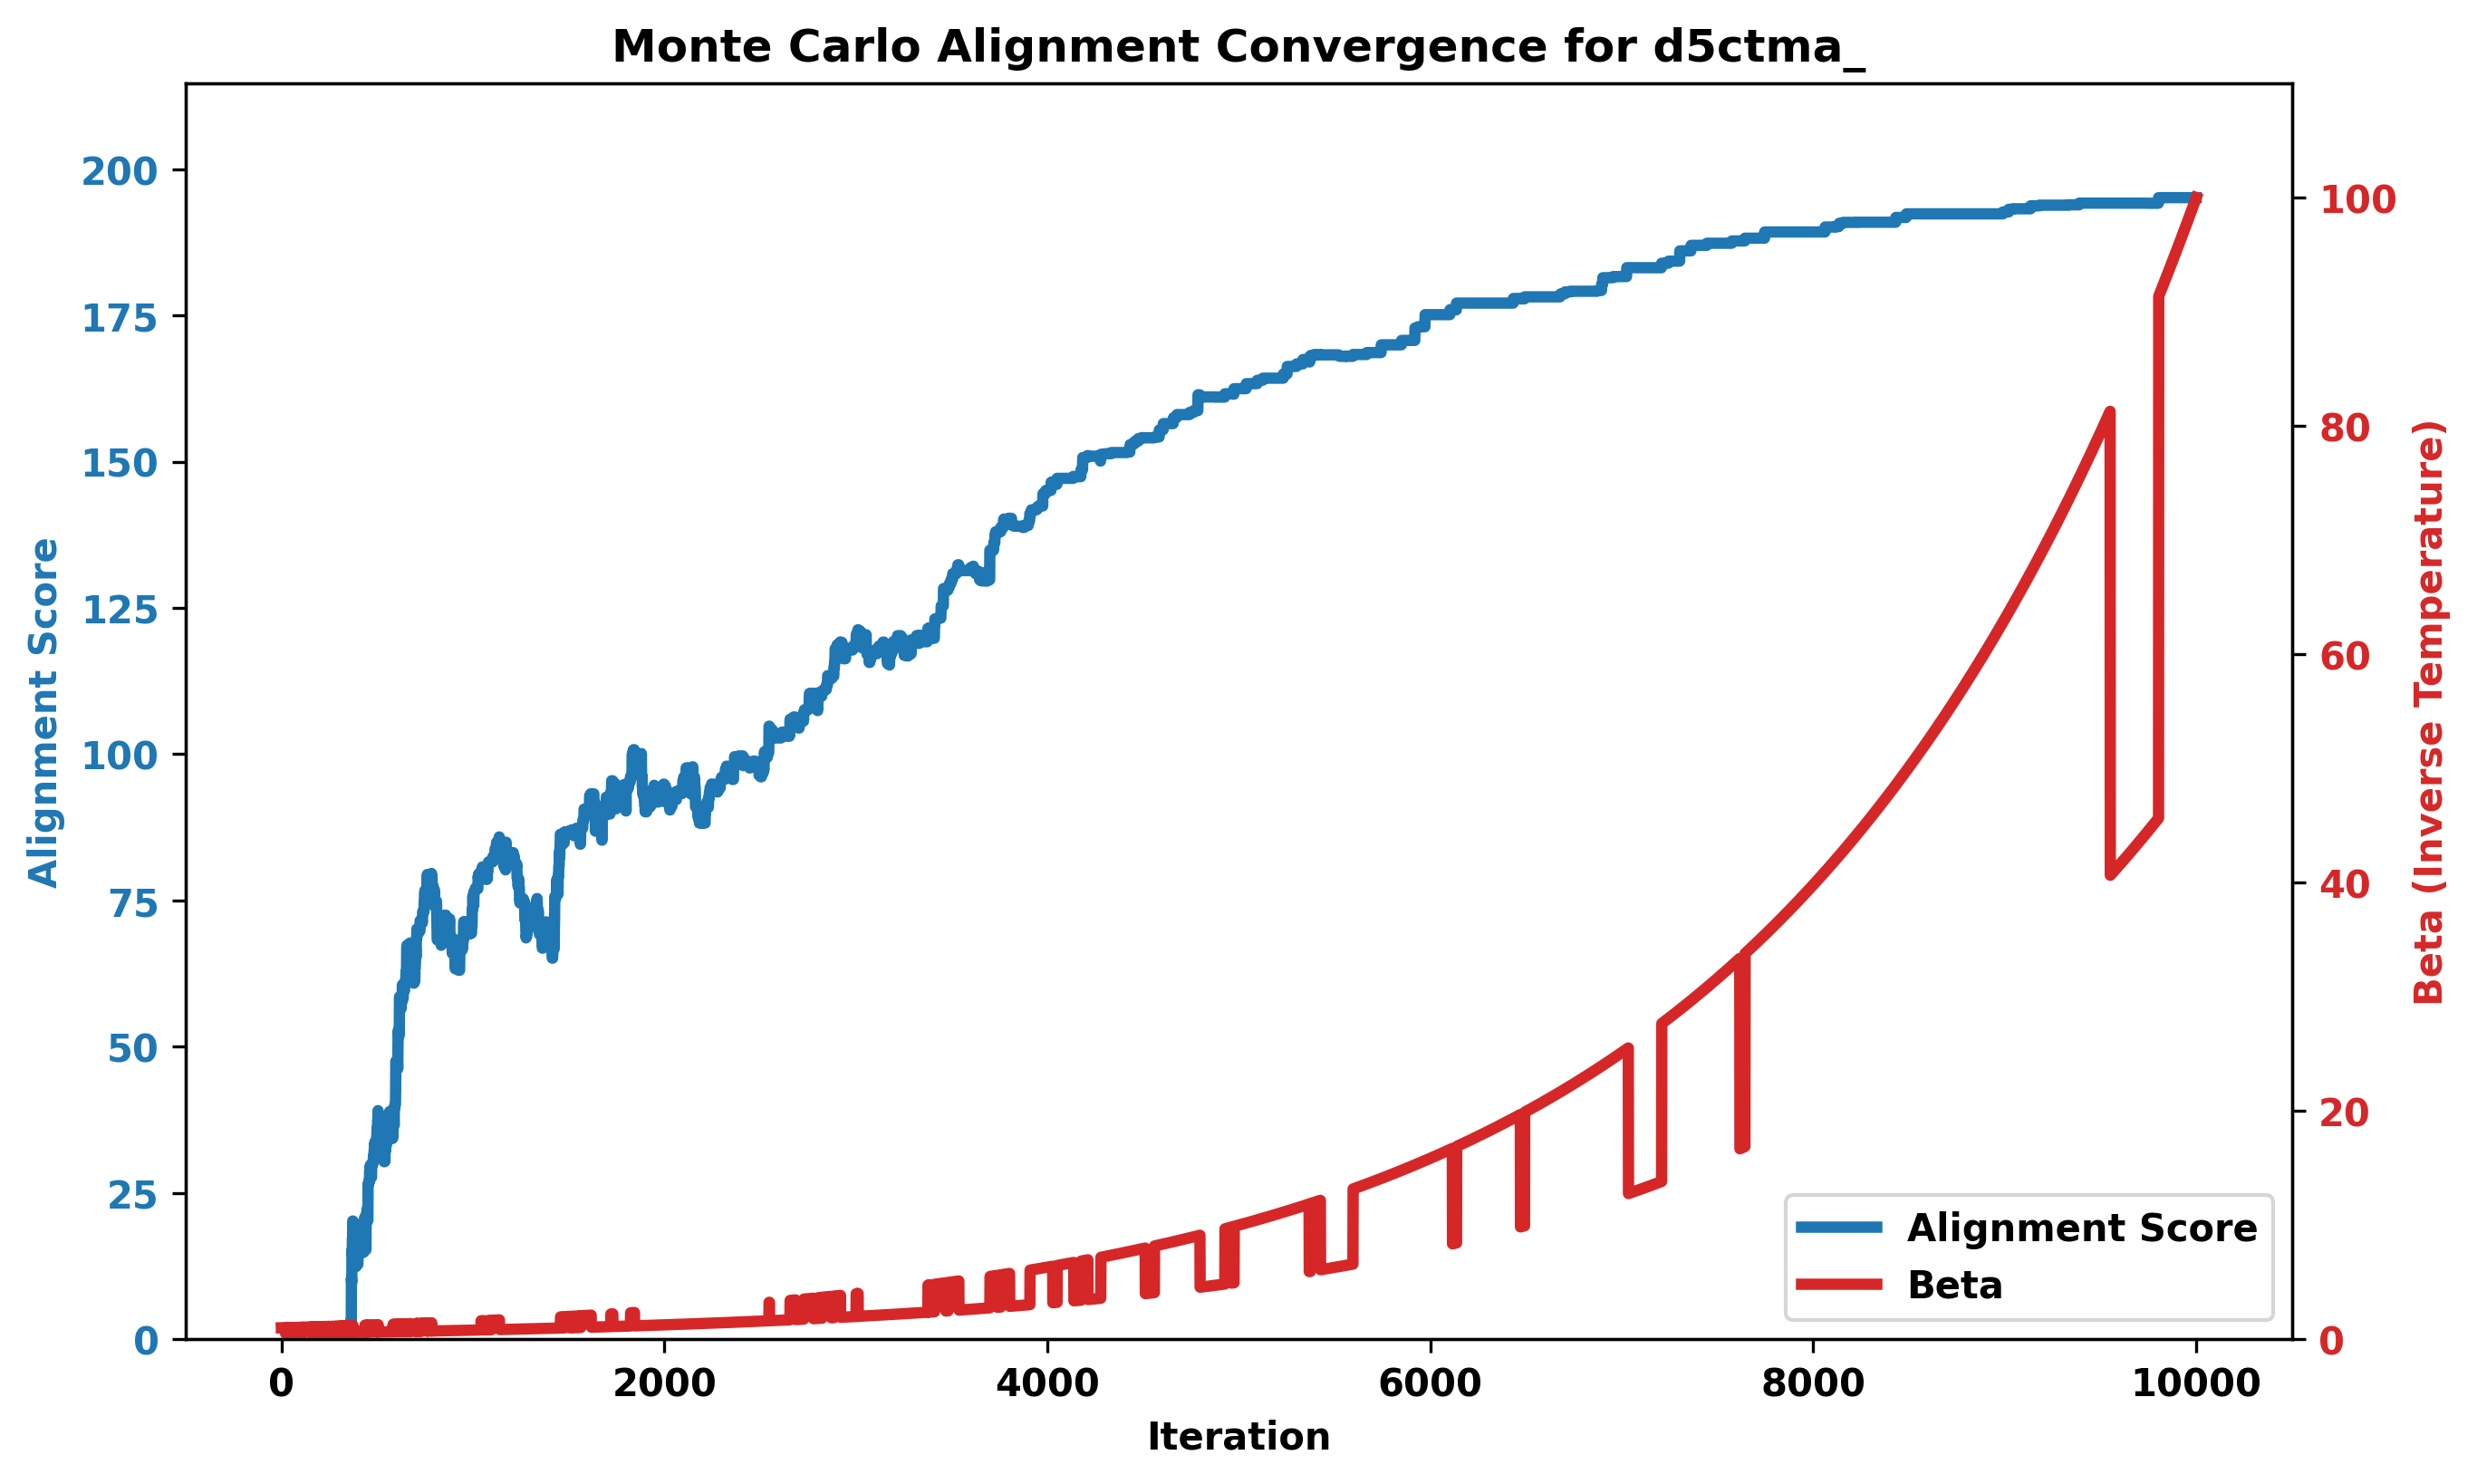 Monte Carlo Alignment Convergence for d5ctma_
Alignment Score
200
175
150
125
100
75
50
25
0
Beta (Inverse Temperature)
100
80
60
40
20
0
Alignment Score
Beta
0 2000 4000 6000 8000 10000
Iteration